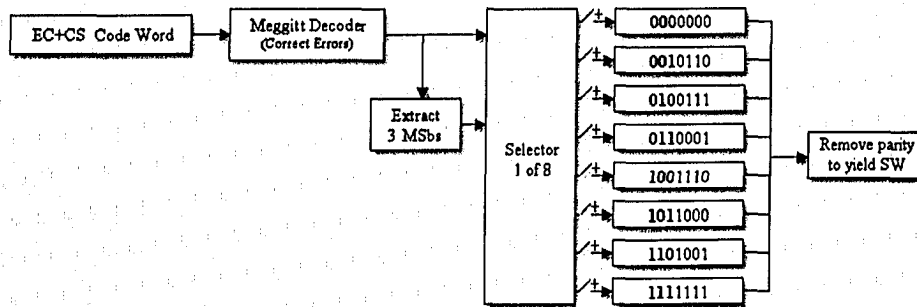 EC+CS Code Word
Meggitt Decoder
(Correct Errors)
Extract
3 MSbs
Selector
1 of 8
±
0000000
±
0010110
±
0100111
±
0110001
±
1001110
±
1011000
±
1101001
±
1111111
Remove parity
to yield SW